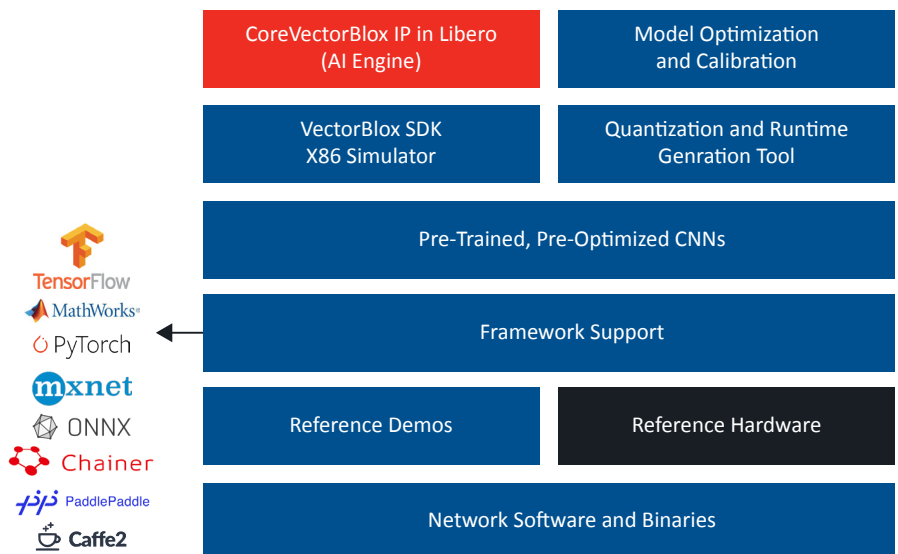 CoreVectorBlox IP in Libero
(AI Engine)
Model Optimization
and Calibration
VectorBlox SDK
X86 Simulator
Quantization and Runtime
Genration Tool
Pre-Trained, Pre-Optimized CNNs
Framework Support
Reference Demos
Reference Hardware
Network Software and Binaries
TensorFlow
MathWorks®
PyTorch
mxnet
ONNX
Chainer
PaddlePaddle
Caffe2